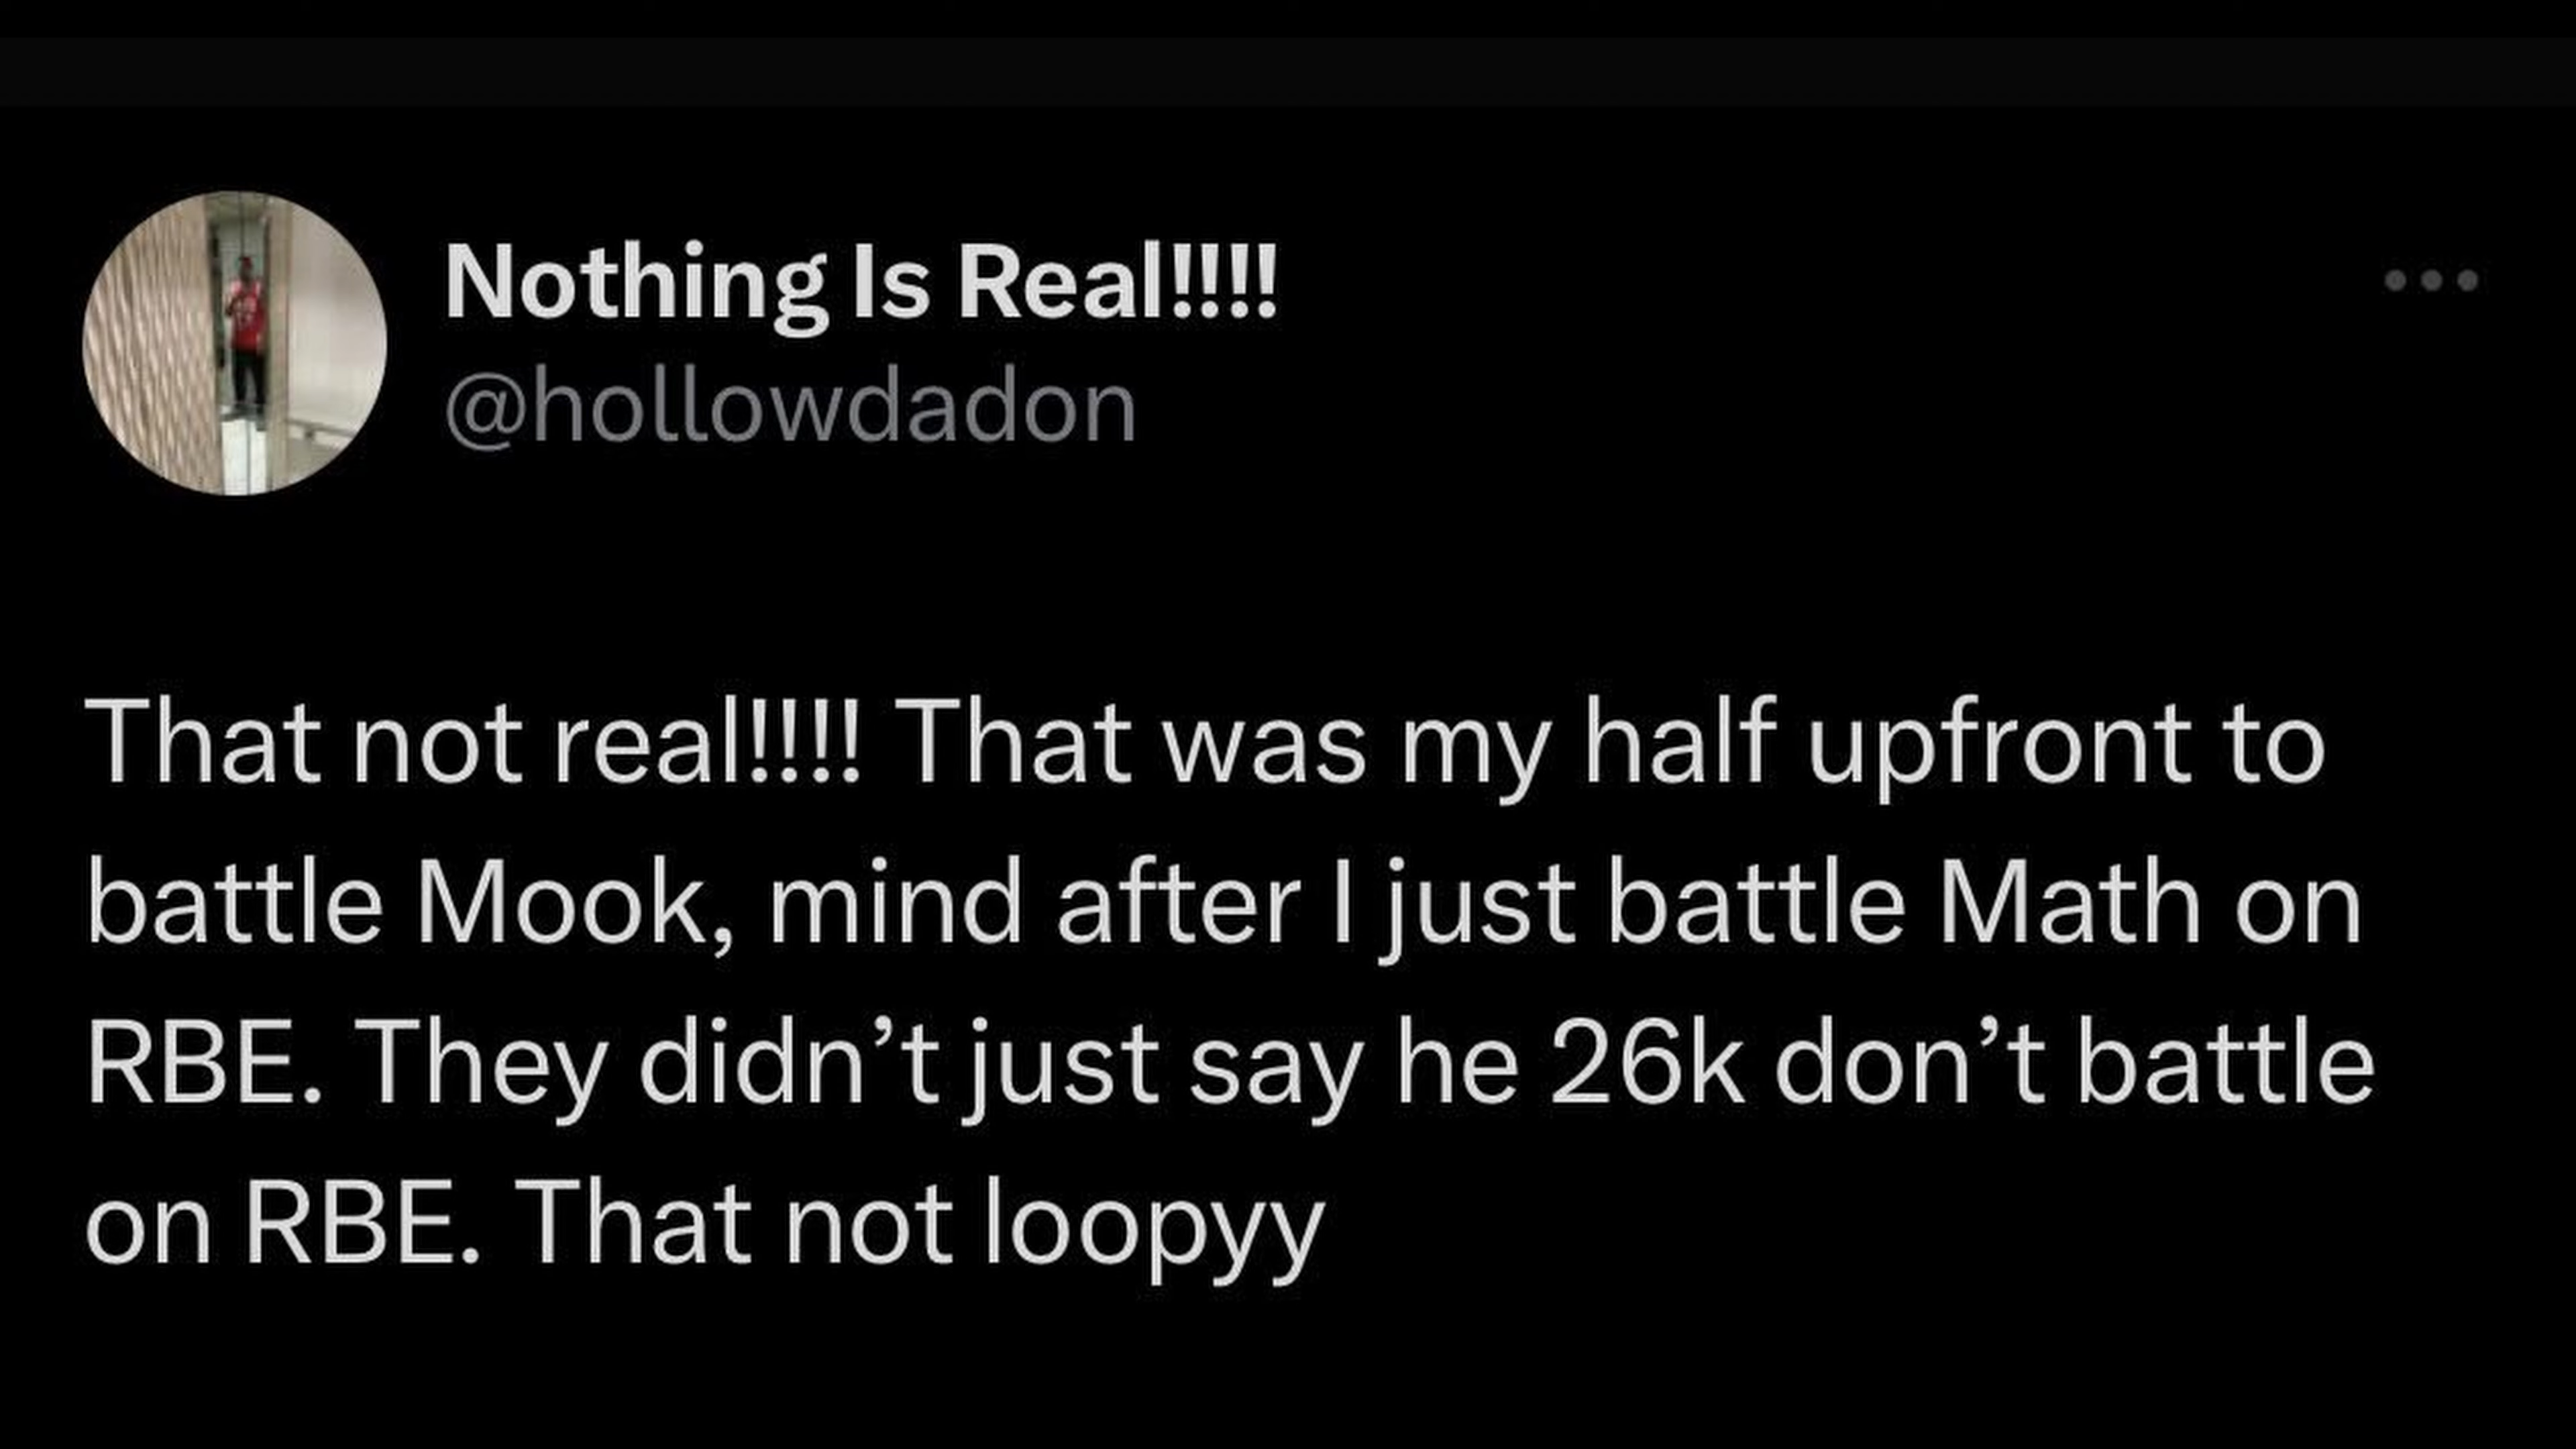 Nothing Is Real!!!!
@hollowdadon
That not real!!!! That was my half upfront to
battle Mook, mind after I just battle Math on
RBE. They didn’t just say he 26k don’t battle
on RBE. That not loopyy